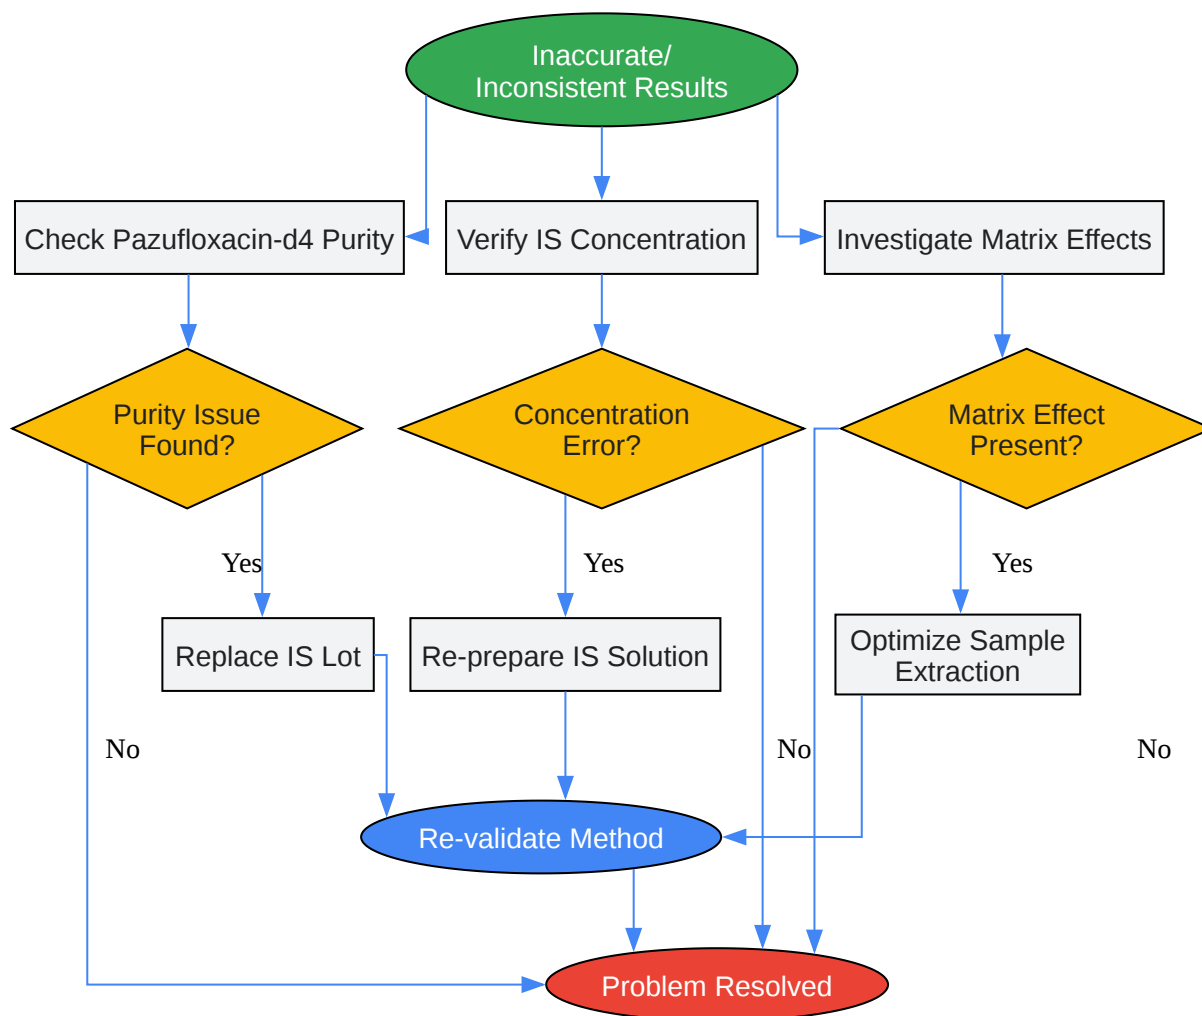 Inaccurate/
Inconsistent Results
Check Pazufloxacin-d4 Purity
Verify IS Concentration
Investigate Matrix Effects
Purity Issue
Found?
Concentration
Error?
Matrix Effect
Present?
Yes
Yes
Yes
Replace IS Lot
Re-prepare IS Solution
Optimize Sample
Extraction
No
No
No
Re-validate Method
Problem Resolved